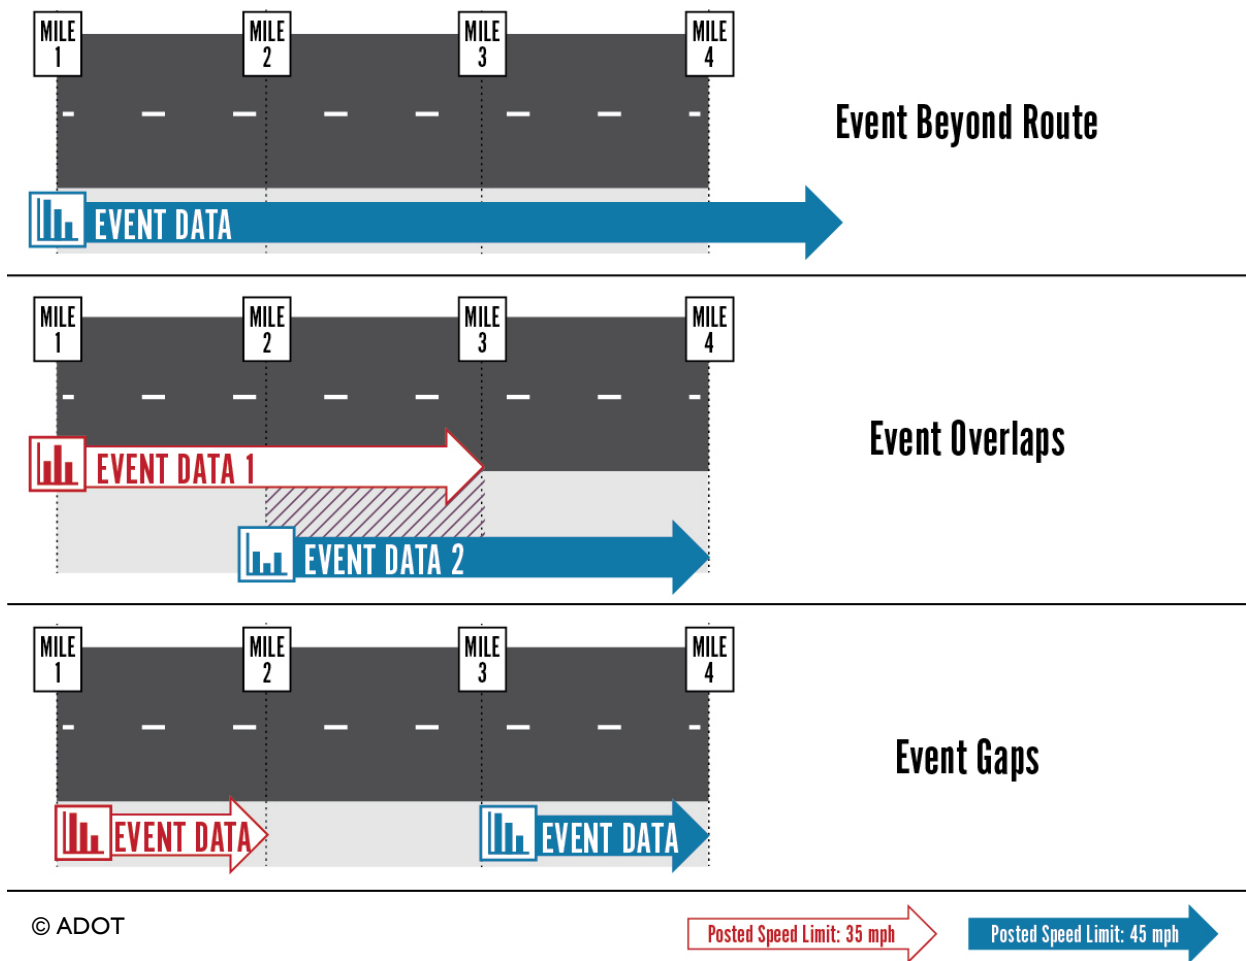 MILE
1
MILE
2
MILE
3
MILE
4
Event Beyond Route
EVENT DATA
MILE
1
MILE
2
MILE
3
MILE
4
Event Overlaps
EVENT DATA 1
EVENT DATA 2
MILE
1
MILE
2
MILE
3
MILE
4
Event Gaps
EVENT DATA
EVENT DATA
© ADOT
Posted Speed Limit: 35 mph
Posted Speed Limit: 45 mph